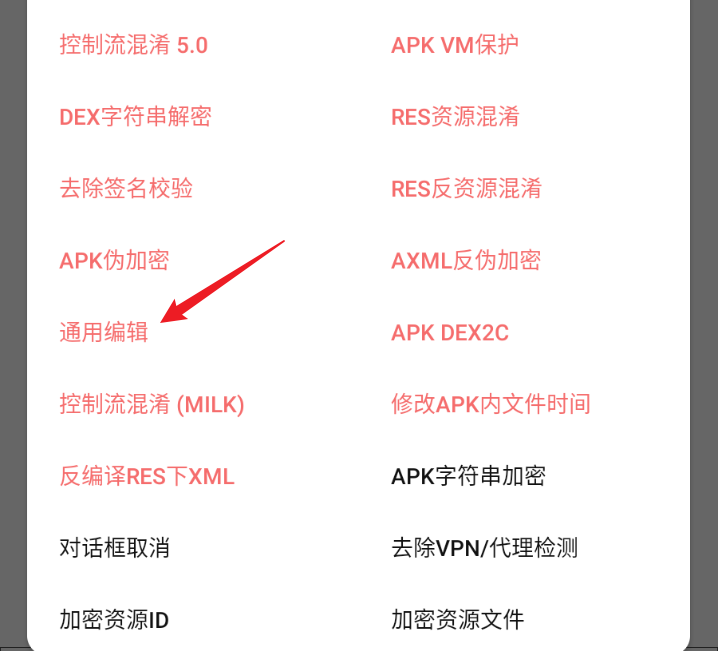 控制流混淆 5.0
APK VM保护
DEX字符串解密
RES资源混淆
去除签名校验
RES反资源混淆
APK伪加密
AXML反伪加密
通用编辑
APK DEX2C
控制流混淆 (MILK)
修改APK内文件时间
反编译RES下XML
APK字符串加密
对话框取消
去除VPN/代理检测
加密资源ID
加密资源文件